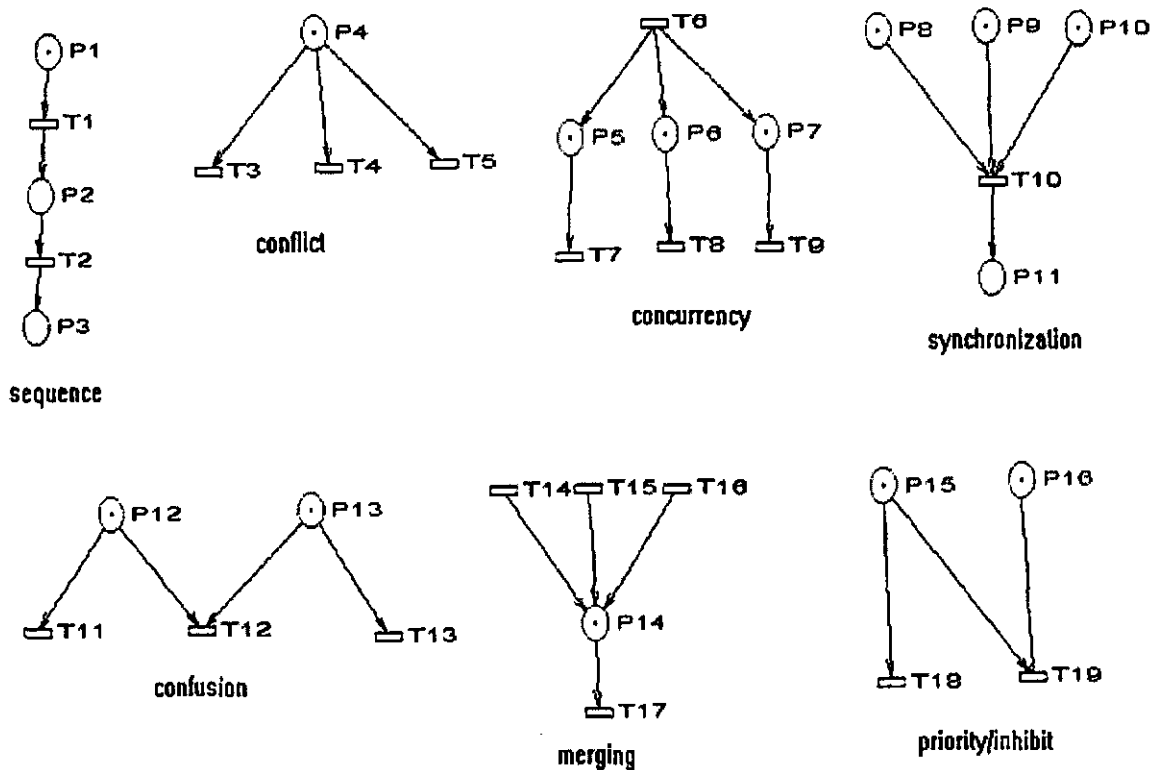 P1
T1
P2
T2
P3
sequence
P4
T3
T4
T5
conflict
T6
P5
P6
P7
T7
T8
T9
concurrency
P8
P9
P10
T10
P11
synchronization
P12
P13
T11
T12
T13
confusion
T14
T15
T16
P14
T17
merging
P15
P16
T18
T19
priority/inhibit